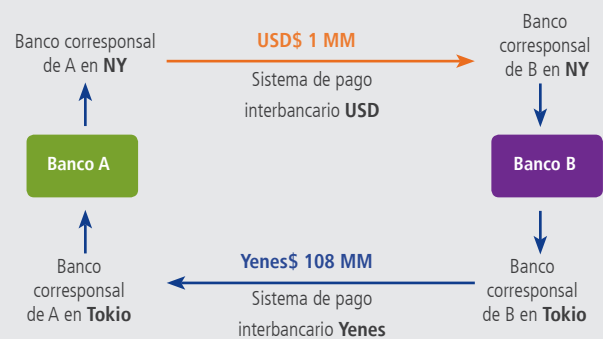 Banco corresponsal
de A en NY
USD$ 1 MM
Sistema de pago
interbancario USD
Banco
corresponsal
de B en NY
Banco A
Banco B
Banco
corresponsal
de A en Tokio
Yenes$ 108 MM
Sistema de pago
interbancario Yenes
Banco
corresponsal
de B en Tokio